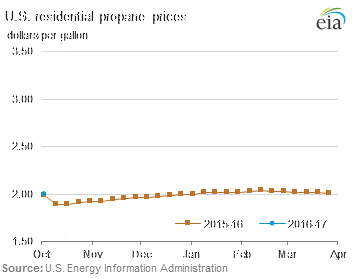 U.S. residential propane prices
dollars per gallon
eia
3.50
3.00
2.50
2.00
1.50
2015-16
2016-17
Oct
Nov
Dec
Jan
Feb
Mar
Apr
Source: U.S. Energy Information Administration